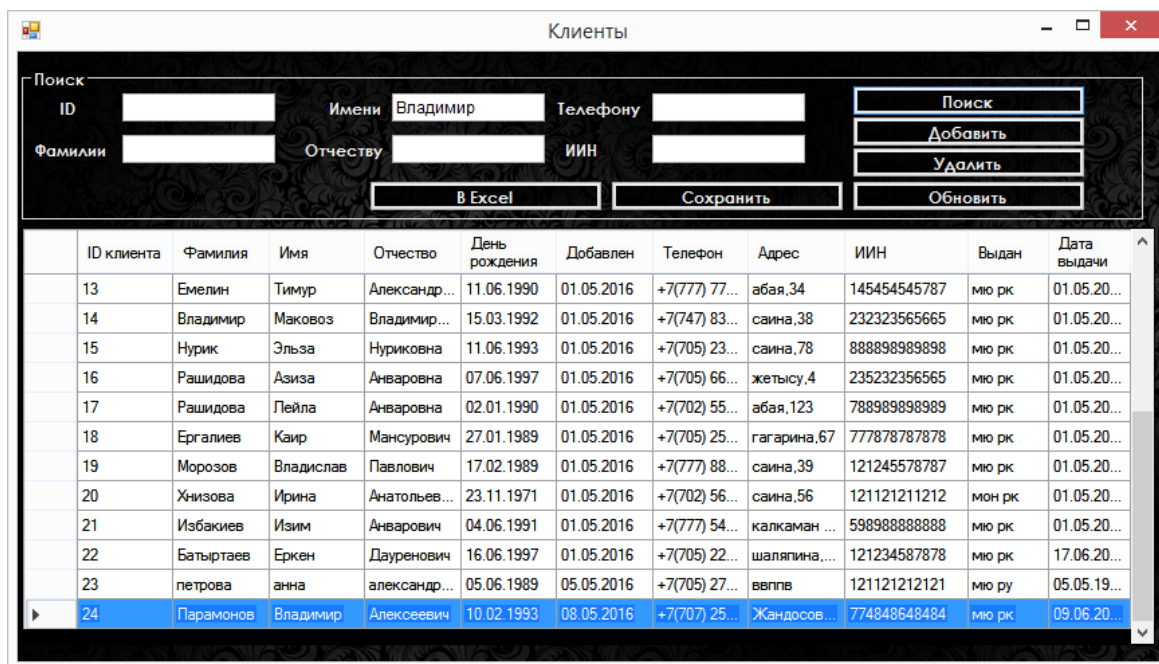 Клиенты
Поиск
ID Имени Владимир Телефону Поиск
Добавить
Фамилии Отчеству ИИН Удалить
В Excel Сохранить Обновить
ID клиента Фамилия Имя Отчество День рождения Добавлен Телефон Адрес ИИН Выдан Дата выдачи
13 Емелин Тимур Александр... 11.06.1990 01.05.2016 +7(777) 77... абая,34 145454545787 мю рк 01.05.20...
14 Владимир Маковоз Владимир... 15.03.1992 01.05.2016 +7(747) 83... саина,38 232323565665 мю рк 01.05.20...
15 Нурик Эльза Нуриковна 11.06.1993 01.05.2016 +7(705) 23... саина,78 888898989898 мю рк 01.05.20...
16 Рашидова Азиза Анваровна 07.06.1997 01.05.2016 +7(705) 66... жетысу,4 235232356565 мю рк 01.05.20...
17 Рашидова Лейла Анваровна 02.01.1990 01.05.2016 +7(702) 55... абая,123 788989898989 мю рк 01.05.20...
18 Ергалиев Каир Мансурович 27.01.1989 01.05.2016 +7(705) 25... гагарина,67 777878787878 мю рк 01.05.20...
19 Морозов Владислав Павлович 17.02.1989 01.05.2016 +7(777) 88... саина,39 121245578787 мю рк 01.05.20...
20 Хнизова Ирина Анатольев... 23.11.1971 01.05.2016 +7(702) 56... саина,56 121121211212 мон рк 01.05.20...
21 Избакиев Изим Анварович 04.06.1991 01.05.2016 +7(777) 54... калкаман ... 598988888888 мю рк 01.05.20...
22 Батыртаев Еркен Дауренович 16.06.1997 01.05.2016 +7(705) 22... шаляпина,... 121234587878 мю рк 17.06.20...
23 петрова анна александр... 05.06.1989 05.05.2016 +7(705) 27... ввппв 121121212121 мю ру 05.05.19...
24 Парамонов Владимир Алексеевич 10.02.1993 08.05.2016 +7(707) 25... Жандосов... 774848648484 мю рк 09.06.20...